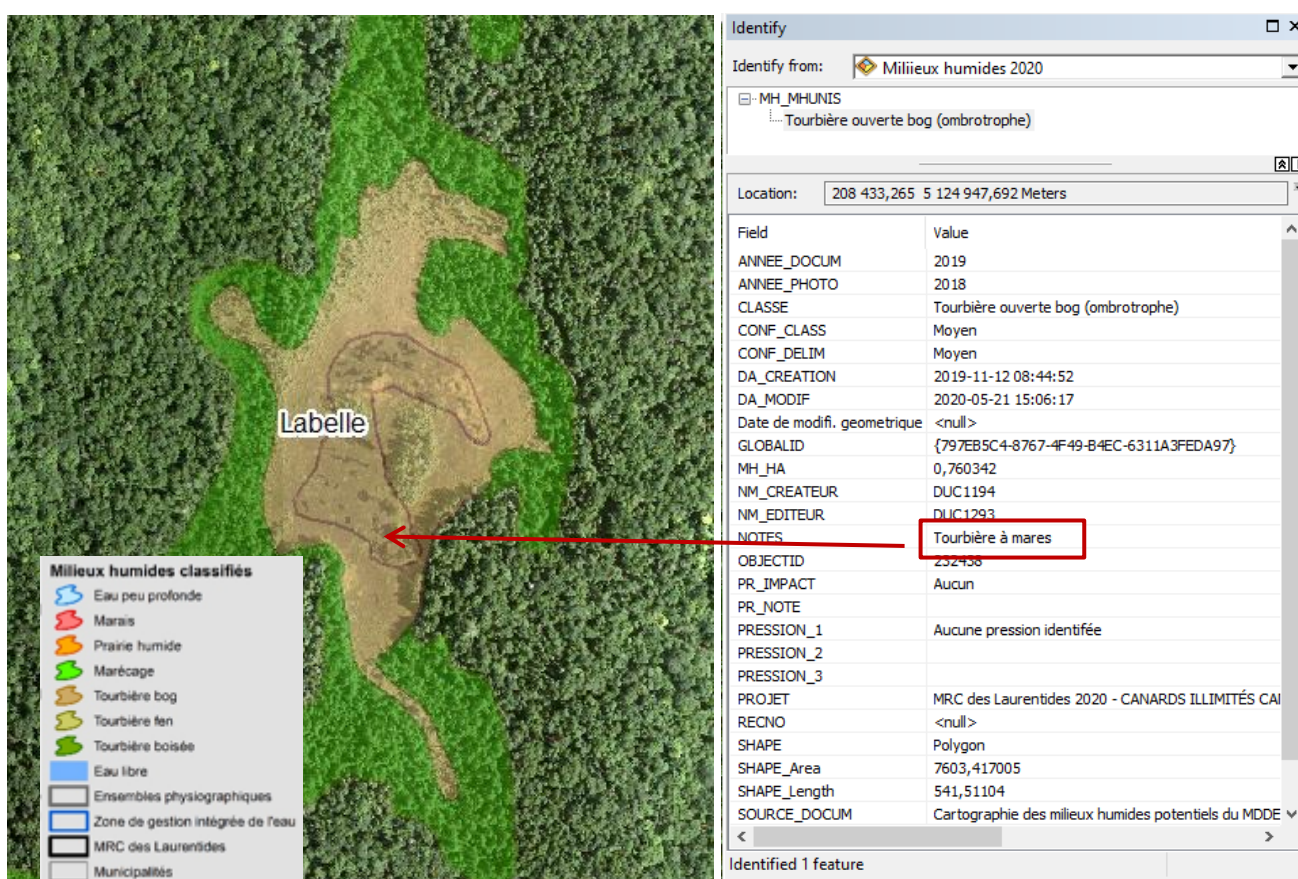 Labelle
Milieux humides classifiés
Eau peu profonde
Marais
Prairie humide
Marécage
Tourbière bog
Tourbière fen
Tourbière boisée
Eau libre
Ensembles physiographiques
Zone de gestion intégrée de l'eau
MRC des Laurentides
Municipalités
Identify
Identify from: Miliieux humides 2020
MH_MHUNIS
Tourbière ouverte bog (ombrotrophe)
Location: 208 433,265 5 124 947,692 Meters
Field Value
ANNEE_DOCUM 2019
ANNEE_PHOTO 2018
CLASSE Tourbière ouverte bog (ombrotrophe)
CONF_CLASS Moyen
CONF_DELIM Moyen
DA_CREATION 2019-11-12 08:44:52
DA_MODIF 2020-05-21 15:06:17
Date de modifi. geometrique <null>
GLOBALID {797EB5C4-8767-4F49-B4EC-6311A3FEDA97}
MH_HA 0,760342
NM_CREATEUR DUC1194
NM_EDITEUR DUC1293
NOTES Tourbière à mares
OBJECTID 232438
PR_IMPACT Aucun
PR_NOTE
PRESSION_1 Aucune pression identifée
PRESSION_2
PRESSION_3
PROJET MRC des Laurentides 2020 - CANARDS ILLIMITÉS CA
RECNO <null>
SHAPE Polygon
SHAPE_Area 7603,417005
SHAPE_Length 541,51104
SOURCE_DOCUM Cartographie des milieux humides potentiels du MDDE
Identified 1 feature